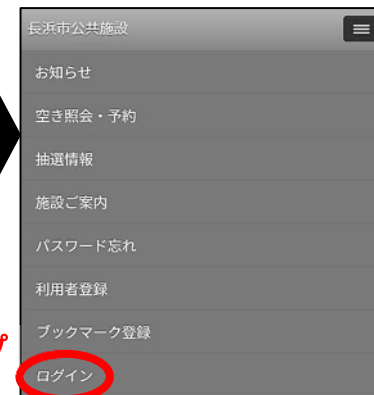 長浜市公共施設
お知らせ
空き照会・予約
抽選情報
施設ご案内
パスワード忘れ
利用者登録
ブックマーク登録
プ
ログイン